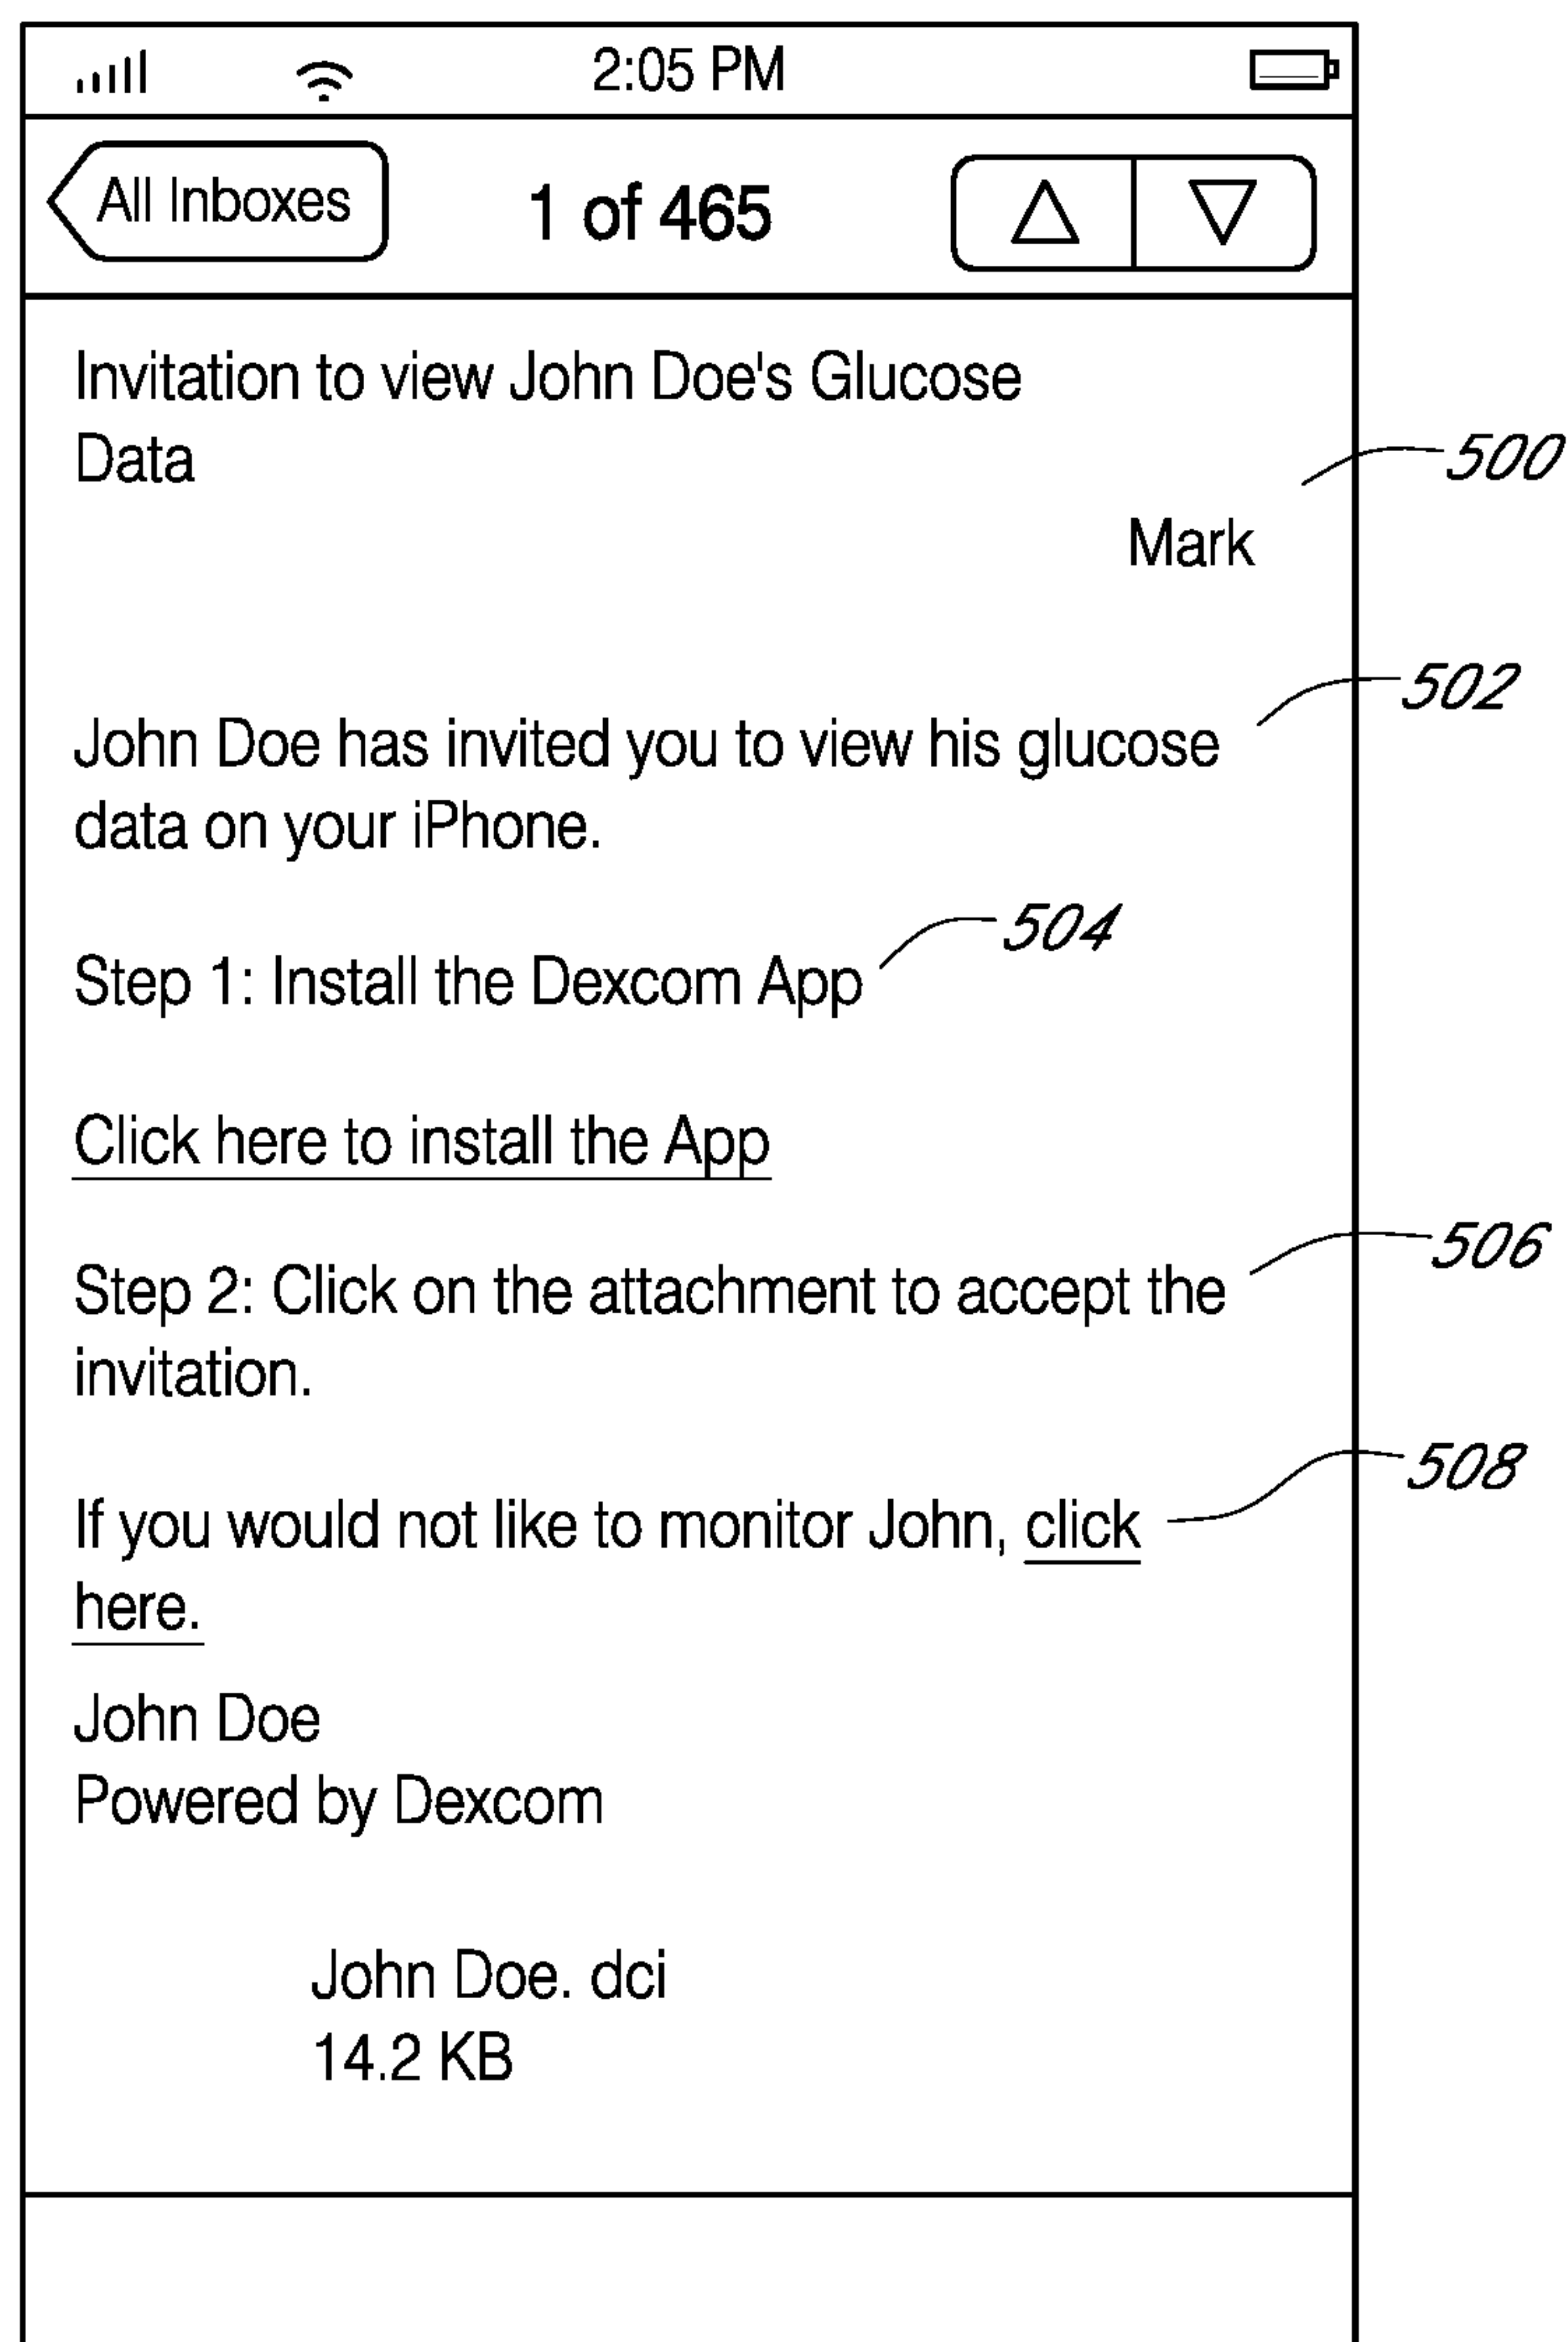 2:05 PM
All Inboxes
1 of 465
Invitation to view John Doe's Glucose
Data
500
Mark
502
John Doe has invited you to view his glucose
data on your iPhone.
504
Step 1: Install the Dexcom App
Click here to install the App
506
Step 2: Click on the attachment to accept the
invitation.
508
If you would not like to monitor John, click
here.
John Doe
Powered by Dexcom
John Doe. dci
14.2 KB